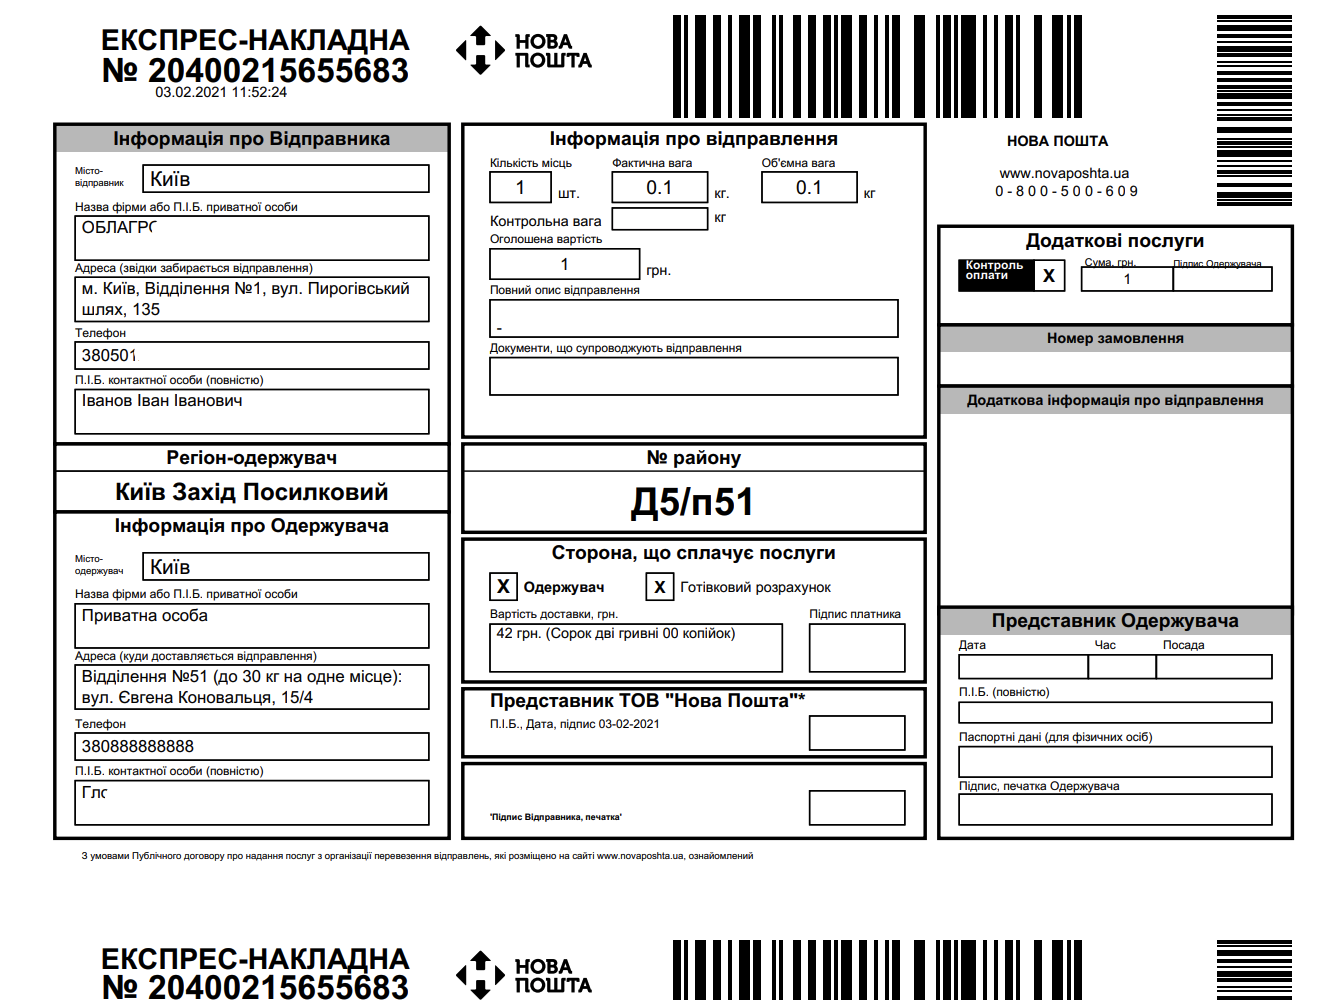 ЕКСПРЕС-НАКЛАДНА
№ 20400215655683
03.02.2021 11:52:24
НОВА
ПОШТА
Інформація про Відправника
Місто-
відправник
Київ
Назва фірми або П.І.Б. приватної особи
Адреса (звідки забирається відправлення)
м. Київ, Відділення №1, вул. Пирогівський
шлях, 135
Телефон
380501
П.І.Б. контактної особи (повністю)
Іванов Іван Іванович
Регіон-одержувач
Київ Захід Посилковий
Інформація про Одержувача
Місто-
одержувач
Київ
Назва фірми або П.І.Б. приватної особи
Приватна особа
Адреса (куди доставляється відправлення)
Відділення №51 (до 30 кг на одне місце):
вул. Євгена Коновальця, 15/4
Телефон
380888888888
П.І.Б. контактної особи (повністю)
Інформація про відправлення
Кількість місць
Фактична вага
Об'ємна вага
1 шт.
0.1 кг.
0.1 кг
Контрольна вага кг
Оголошена вартість
1 грн.
Повний опис відправлення
-
Документи, що супроводжують відправлення
№ району
Д5/п51
Сторона, що сплачує послуги
X Одержувач X Готівковий розрахунок
Вартість доставки, грн.
Підпис платника
42 грн. (Сорок дві гривні 00 копійок)
Представник ТОВ "Нова Пошта"*
П.І.Б., Дата, підпис 03-02-2021
'Підпис Відправника, печатка'
НОВА ПОШТА
www.novaposhta.ua
0-800-500-609
Додаткові послуги
Контроль
оплати
X
Сума, грн.
Підпис Одержувача
1
Номер замовлення
Додаткова інформація про відправлення
Представник Одержувача
Дата Час Посада
П.І.Б. (повністю)
Паспортні дані (для фізичних осіб)
Підпис, печатка Одержувача
З умовами Публічного договору про надання послуг з організації перевезення відправлень, які розміщено на сайті www.novaposhta.ua, ознайомлений
ЕКСПРЕС-НАКЛАДНА
№ 20400215655683
НОВА
ПОШТА